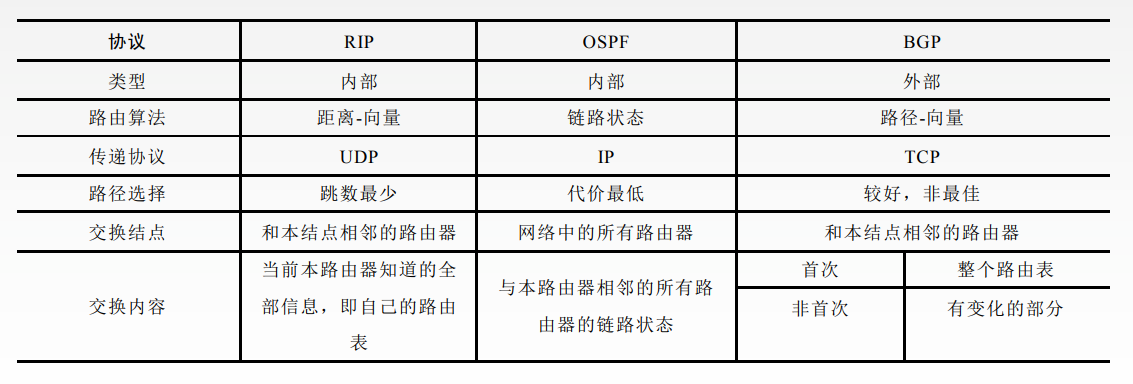 协议 RIP OSPF BGP
类型 内部 内部 外部
路由算法 距离-向量 链路状态 路径-向量
传递协议 UDP IP TCP
路径选择 跳数最少 代价最低 较好，非最佳
交换结点 和本结点相邻的路由器 网络中的所有路由器 和本结点相邻的路由器
交换内容
当前本路由器知道的全
部信息，即自己的路由
表
与本路由器相邻的所有路
由器的链路状态
首次 整个路由表
非首次 有变化的部分